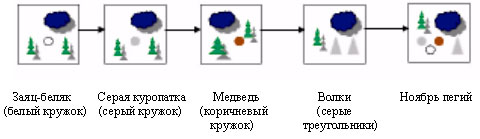 Заяц-беляк
(белый кружок)
Серая куропатка
(серый кружок)
Медведь
(коричневый
кружок)
Волки
(серые
треугольники)
Ноябрь пегий